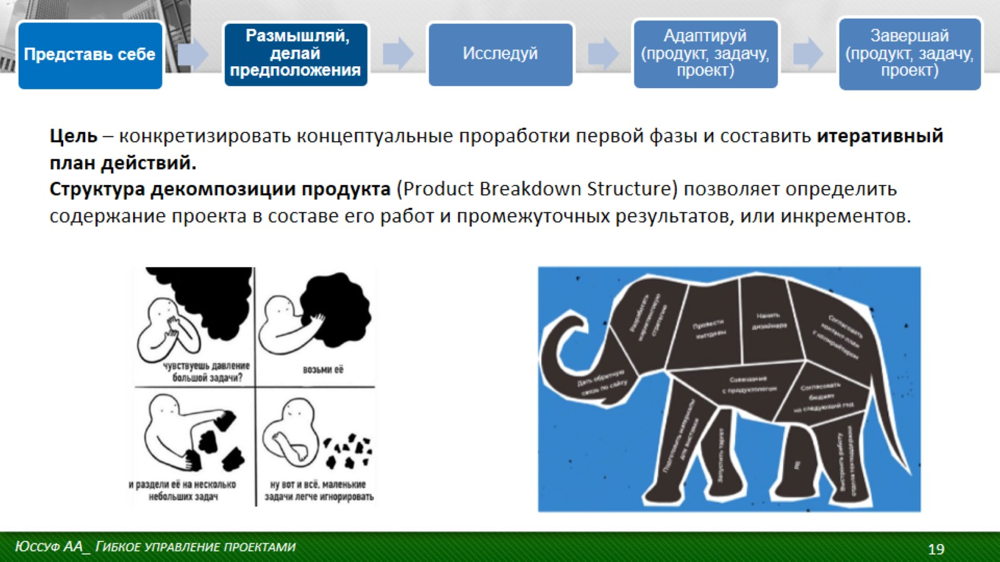 Представь себе
Размышляй,
делай
предположения
Исследуй
Адаптируй
(продукт, задачу,
проект)
Завершай
(продукт, задачу,
проект)
Цель – конкретизировать концептуальные проработки первой фазы и составить итеративный
план действий.
Структура декомпозиции продукта (Product Breakdown Structure) позволяет определить
содержание проекта в составе его работ и промежуточных результатов, или инкрементов.
чувствуешь давление
большой задачи?
возьми её
и раздели её на несколько
небольших задач
ну вот и всё. маленькие
задачи легче игнорировать
Разработать
маркетинговую
стратегию
Провести
Нанять
дизайнера
Согласовать
контент-план
с копирайтером
Дать обратную
связь по сайту
Совещание
с продуктологом
Согласовать
бюджет
на следующий год
Подготовить материалы
для выставки
Запустить таргет
Выстроить работу
отдела техподдержки
Юссуф АА_ Гибкое управление проектами
19